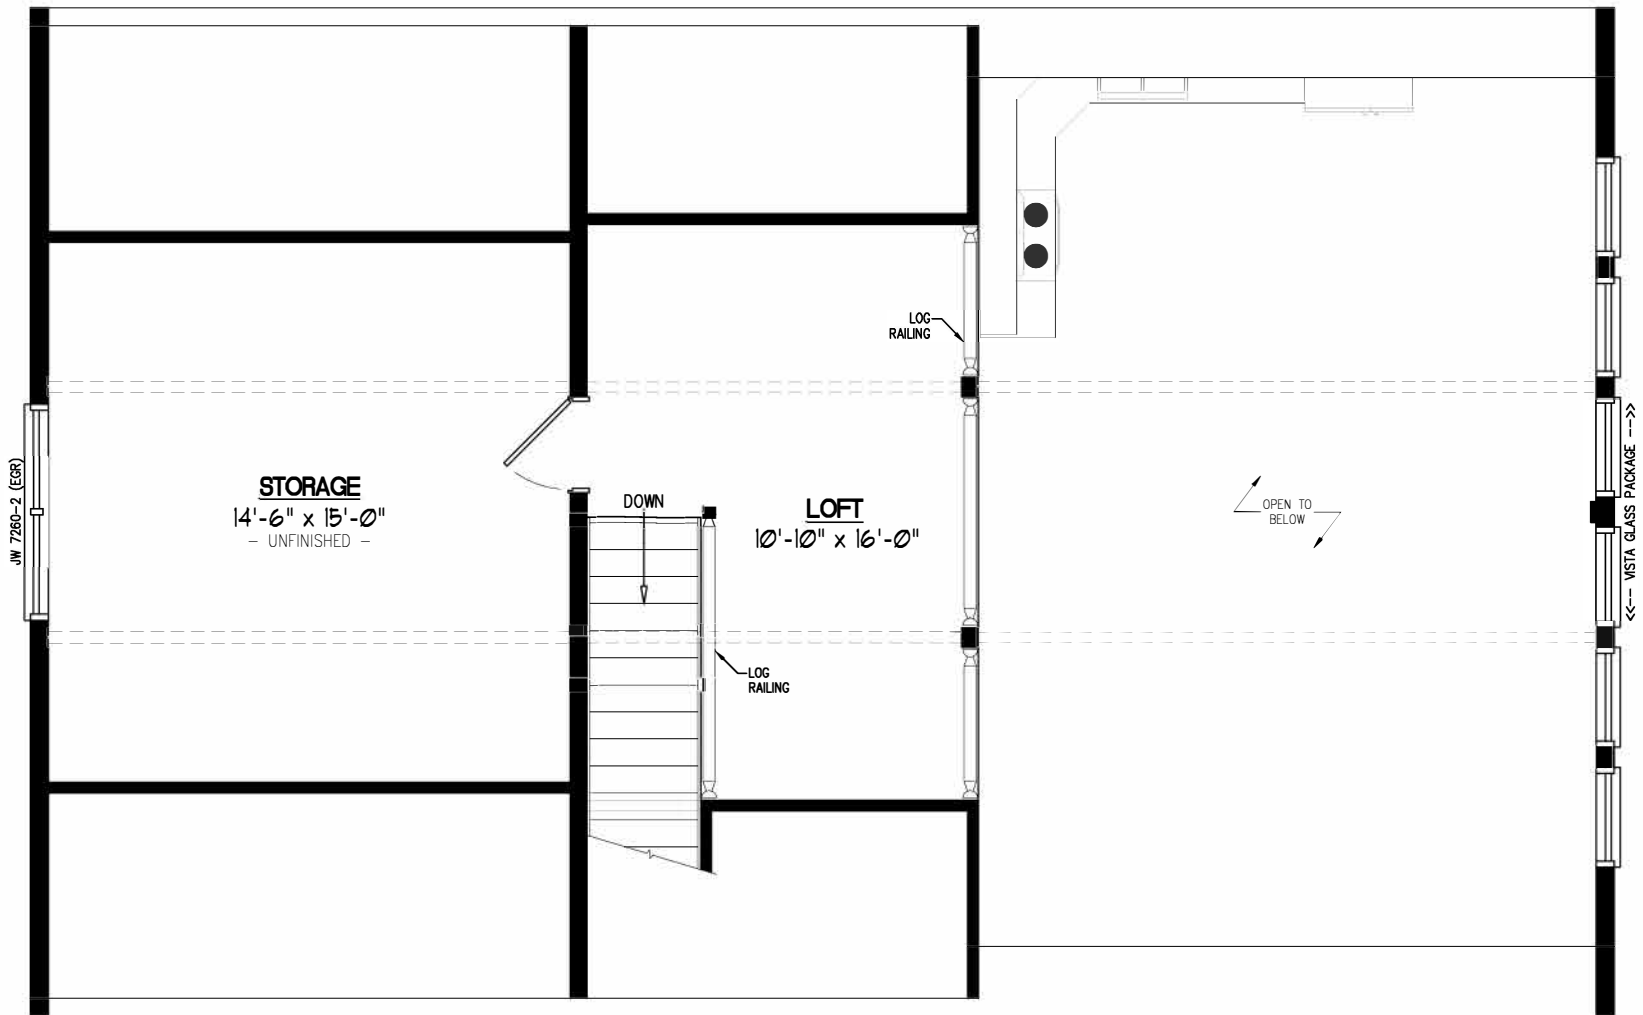 LOG
RAILING
JW 7260-2 (EGR)
STORAGE
14'-6" x 15'-0"
- UNFINISHED -
DOWN
LOFT
10'-10" x 16'-0"
OPEN TO
BELOW
<<-- VISTA GLASS PACKAGE -->>
LOG
RAILING